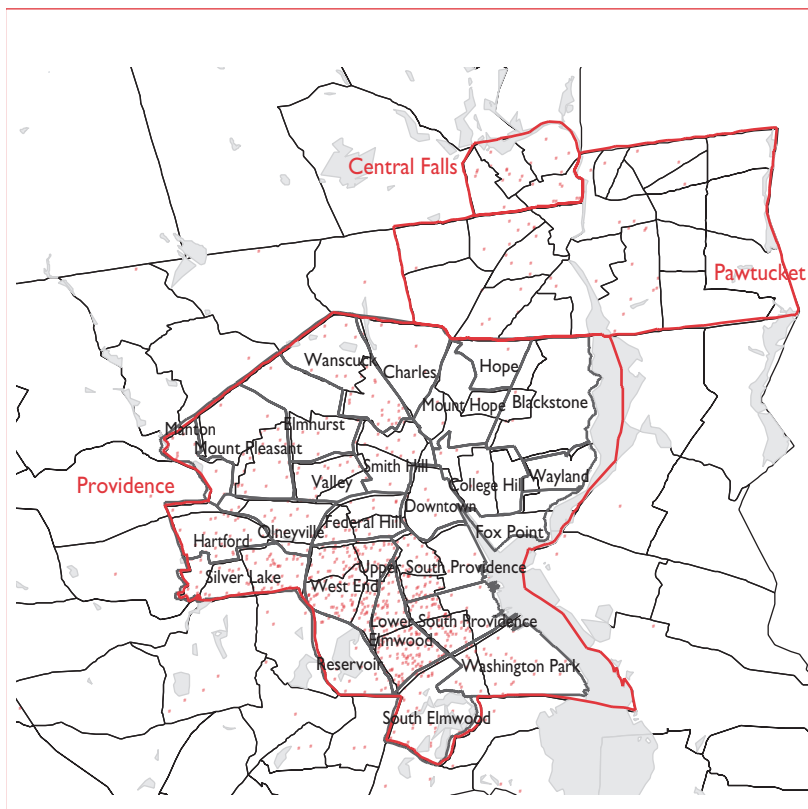 Central Falls
Pawtucket
Wanscuck
Charles
Hope
Mount Hope
Blackstone
Manton
Elmhurst
Mount Pleasant
Smith Hill
Providence
Valley
College Hill
Wayland
Downtown
Federal Hill
Olneyville
Fox Point
Hartford
Silver Lake
West End
Upper South Providence
Lower South Providence
Elmwood
Reservoir
Washington Park
South Elmwood